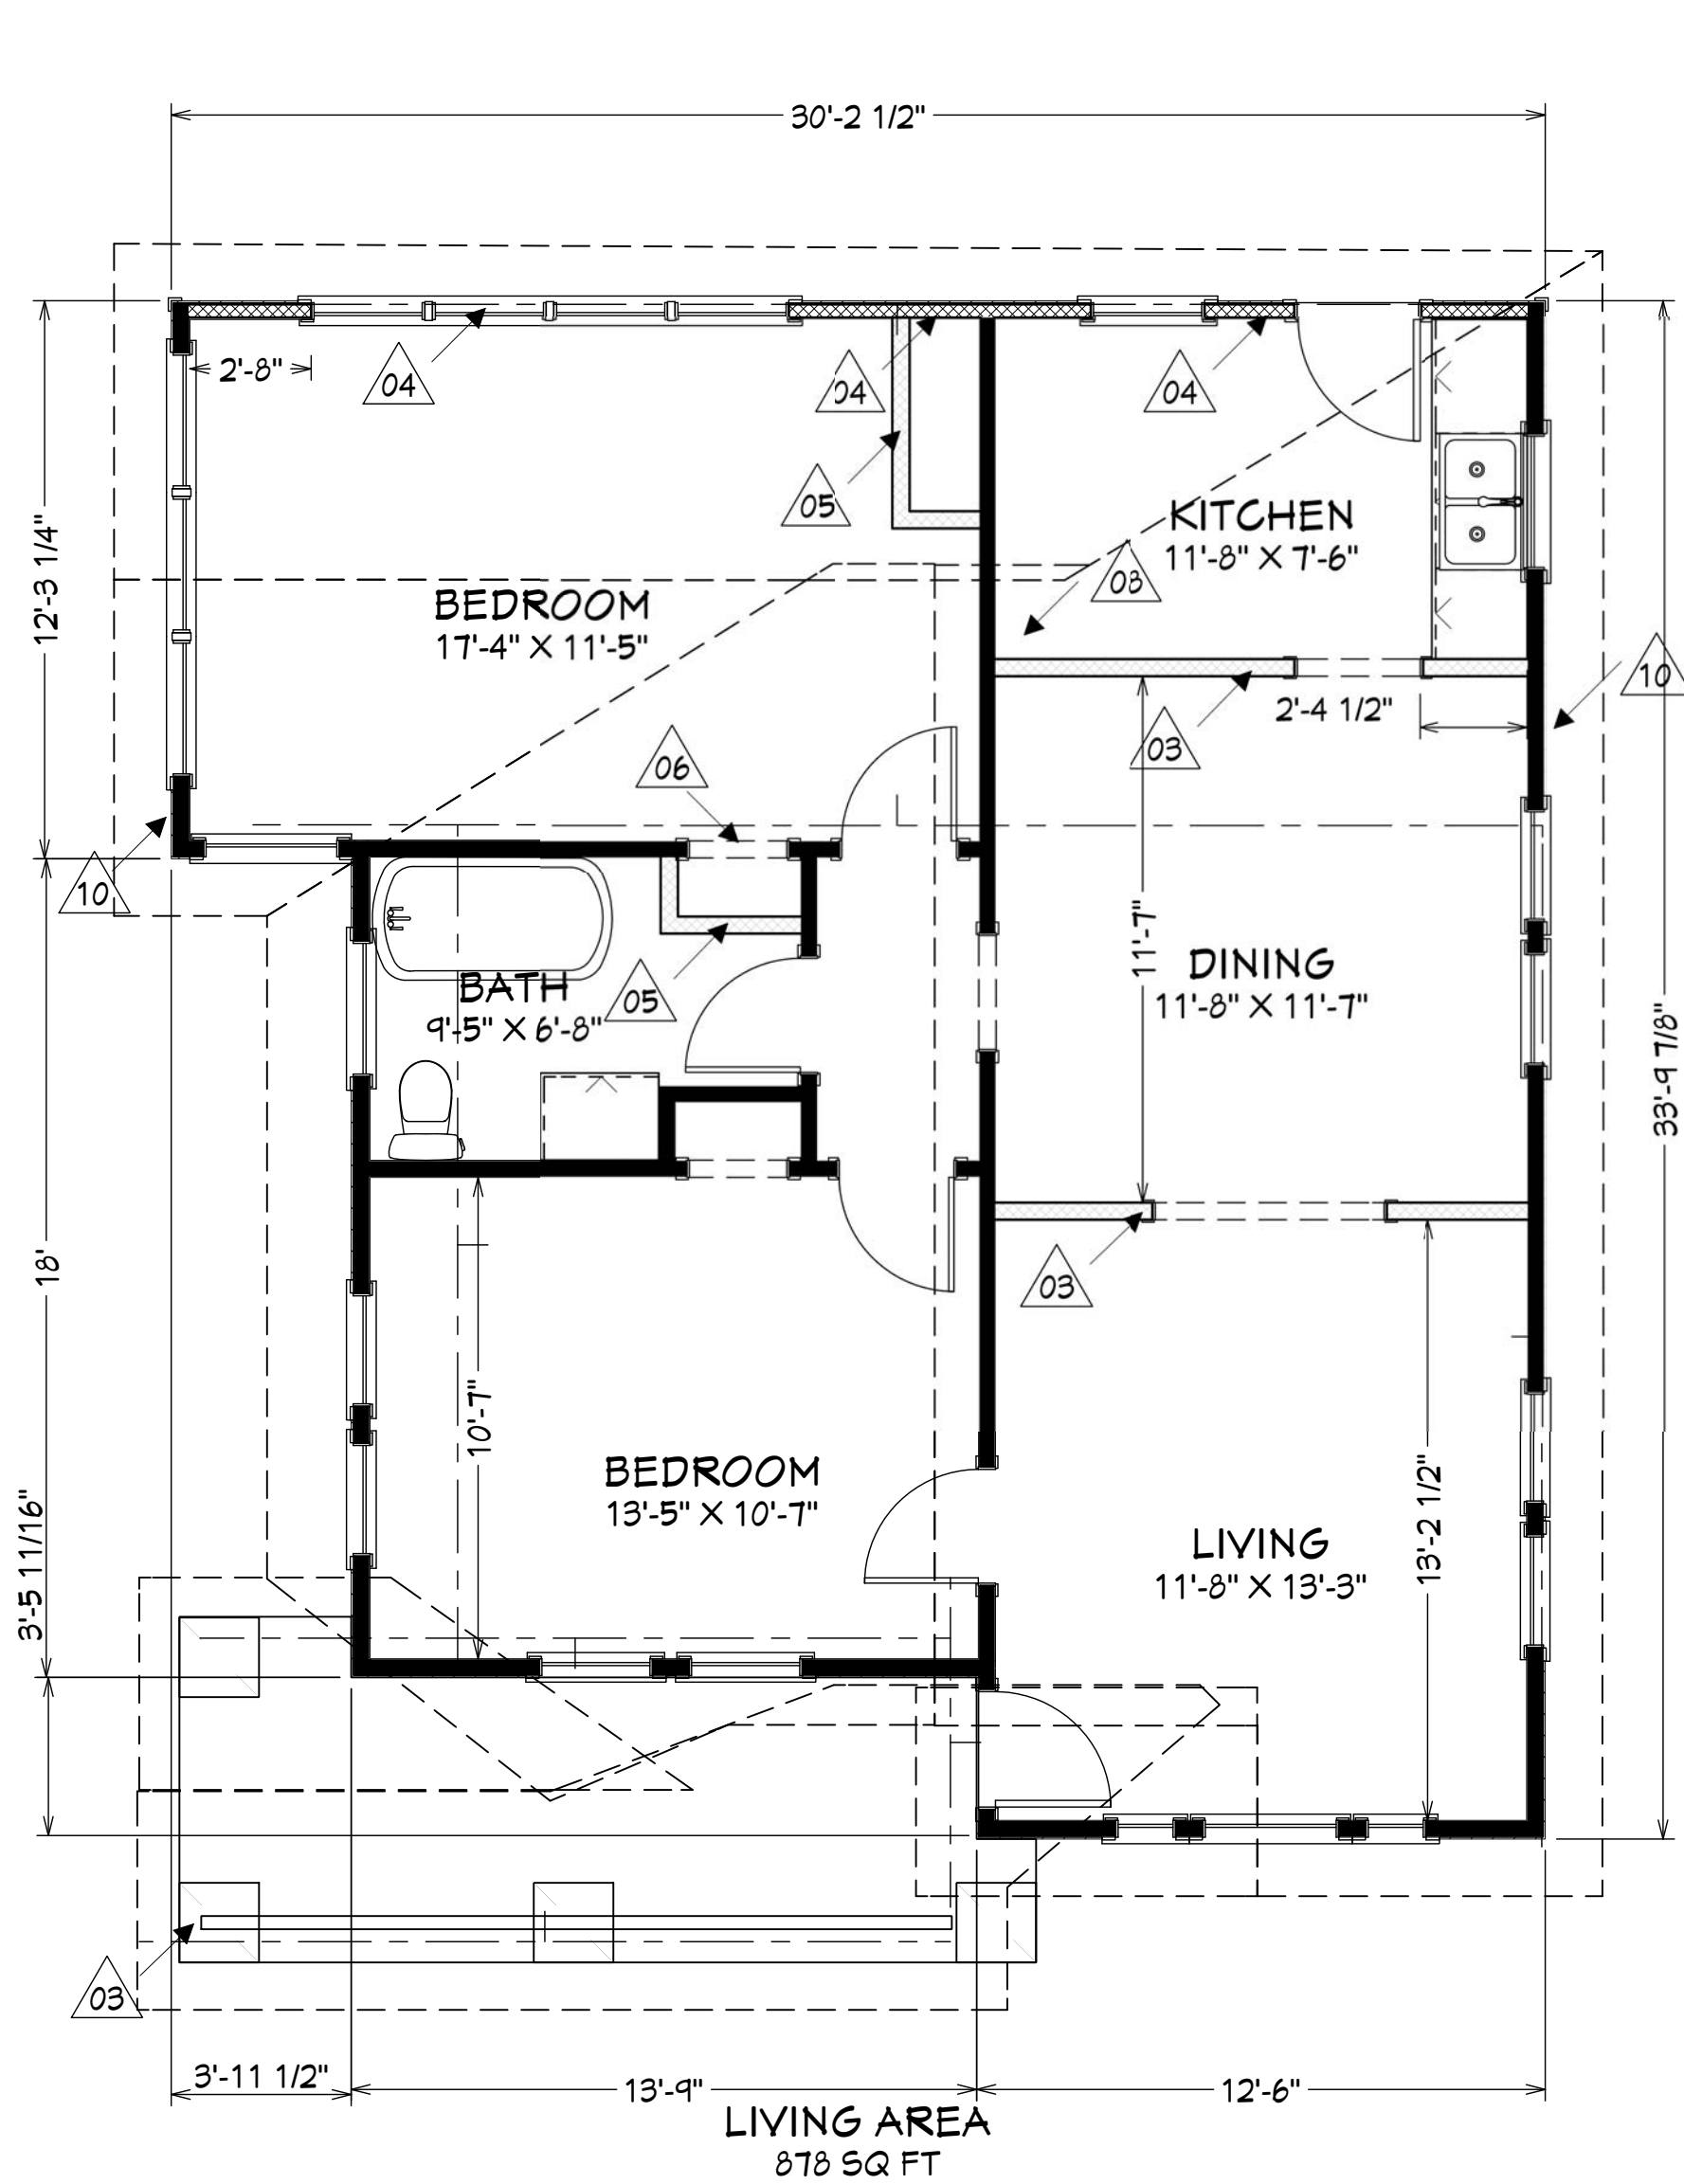 30'-2 1/2"
2'-8"
04
04
04
05
KITCHEN
11'-8" X 7'-6"
03
12'-3 1/4"
BEDROOM
17'-4" X 11'-5"
10
2'-4 1/2"
03
06
10
11'-7"
DINING
11'-8" X 11'-7"
BATH
9'-5" X 6'-8"
05
33'-9 7/8"
18'
03
10'-7"
BEDROOM
13'-5" X 10'-7"
13'-2 1/2"
LIVING
11'-8" X 13'-3"
3'-5 11/16"
03
3'-11 1/2"
13'-9"
12'-6"
LIVING AREA
878 SQ FT